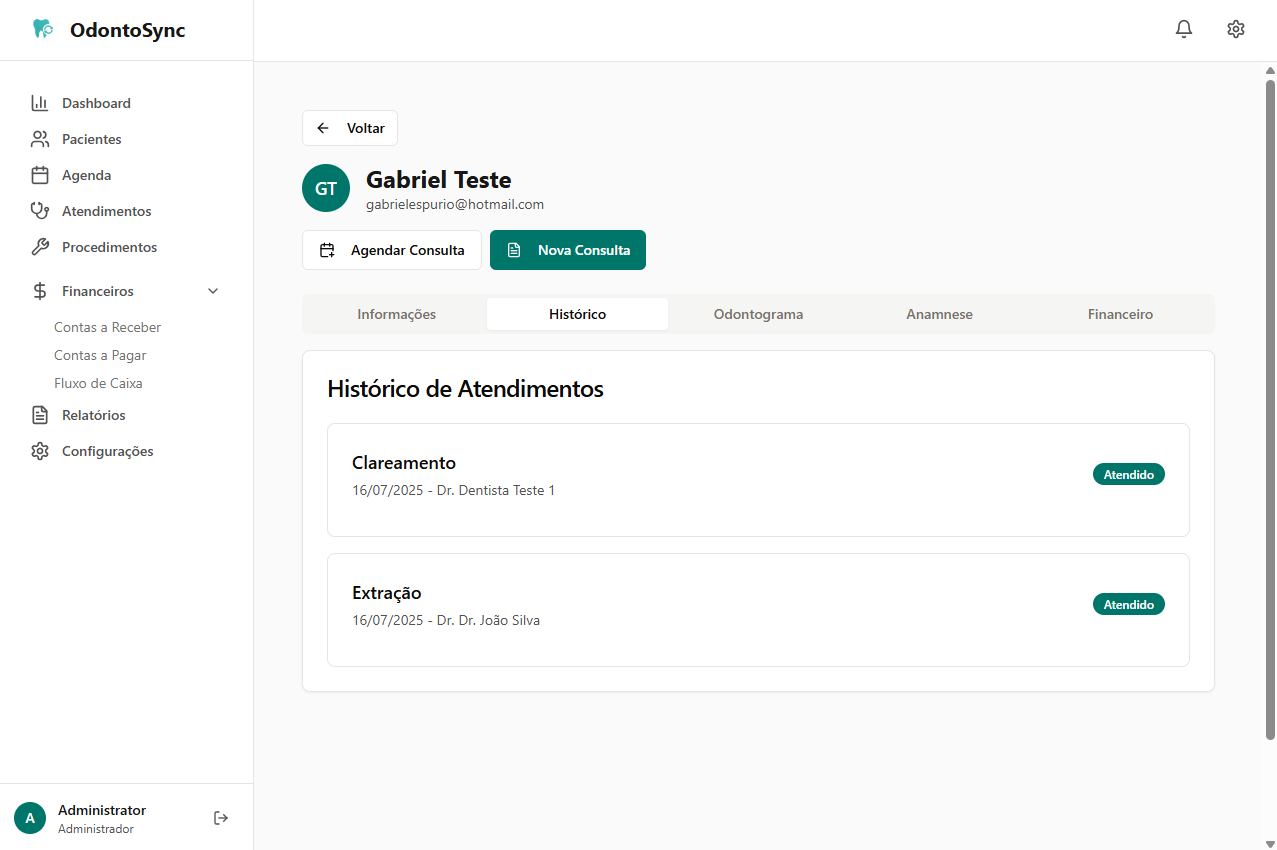 OdontoSync
Dashboard
Pacientes
Agenda
Atendimentos
Procedimentos
Financeiros
Contas a Receber
Contas a Pagar
Fluxo de Caixa
Relatórios
Configurações
A
Administrator
Administrador
Voltar
GT
Gabriel Teste
gabrielespurio@hotmail.com
Agendar Consulta
Nova Consulta
Informações
Histórico
Odontograma
Anamnese
Financeiro
Histórico de Atendimentos
Clareamento
16/07/2025 - Dr. Dentista Teste 1
Atendido
Extração
16/07/2025 - Dr. Dr. João Silva
Atendido